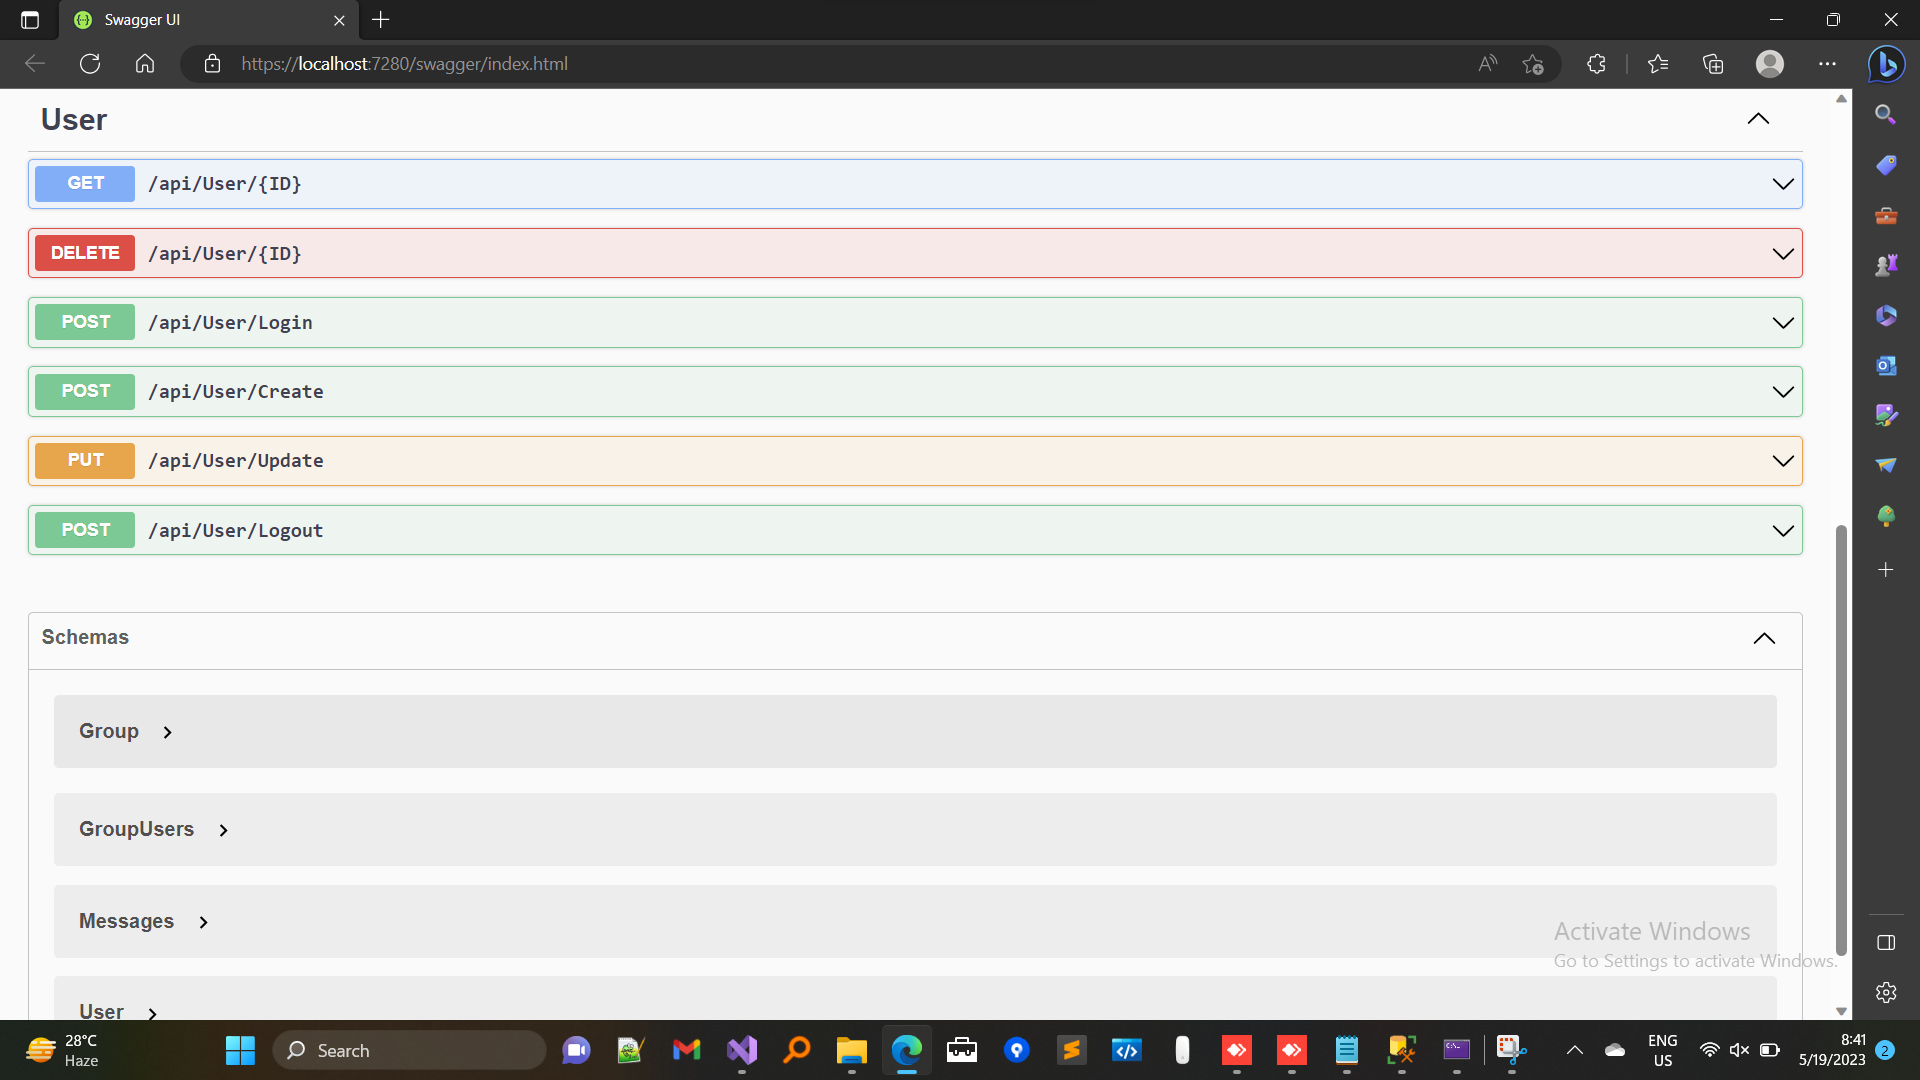 Swagger UI
https://localhost:7280/swagger/index.html
User
GET /api/User/{ID}
DELETE /api/User/{ID}
POST /api/User/Login
POST /api/User/Create
PUT /api/User/Update
POST /api/User/Logout
Schemas
Group
GroupUsers
Messages
User
Activate Windows
Go to Settings to activate Windows.
28°C
Haze
Search
ENG
US
8:41
5/19/2023
2